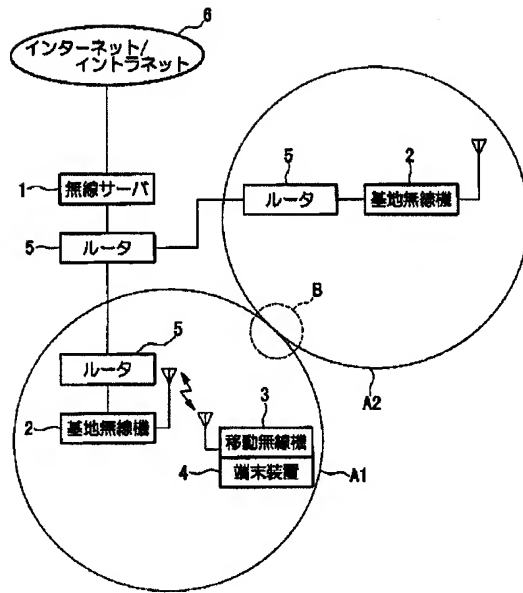 6
インターネット/
イントラネット
5
2
1
無線サーバ
ルータ
基地無線機
5
ルータ
B
5
ルータ
A2
3
2
基地無線機
移動無線機
4
端末装置
A1